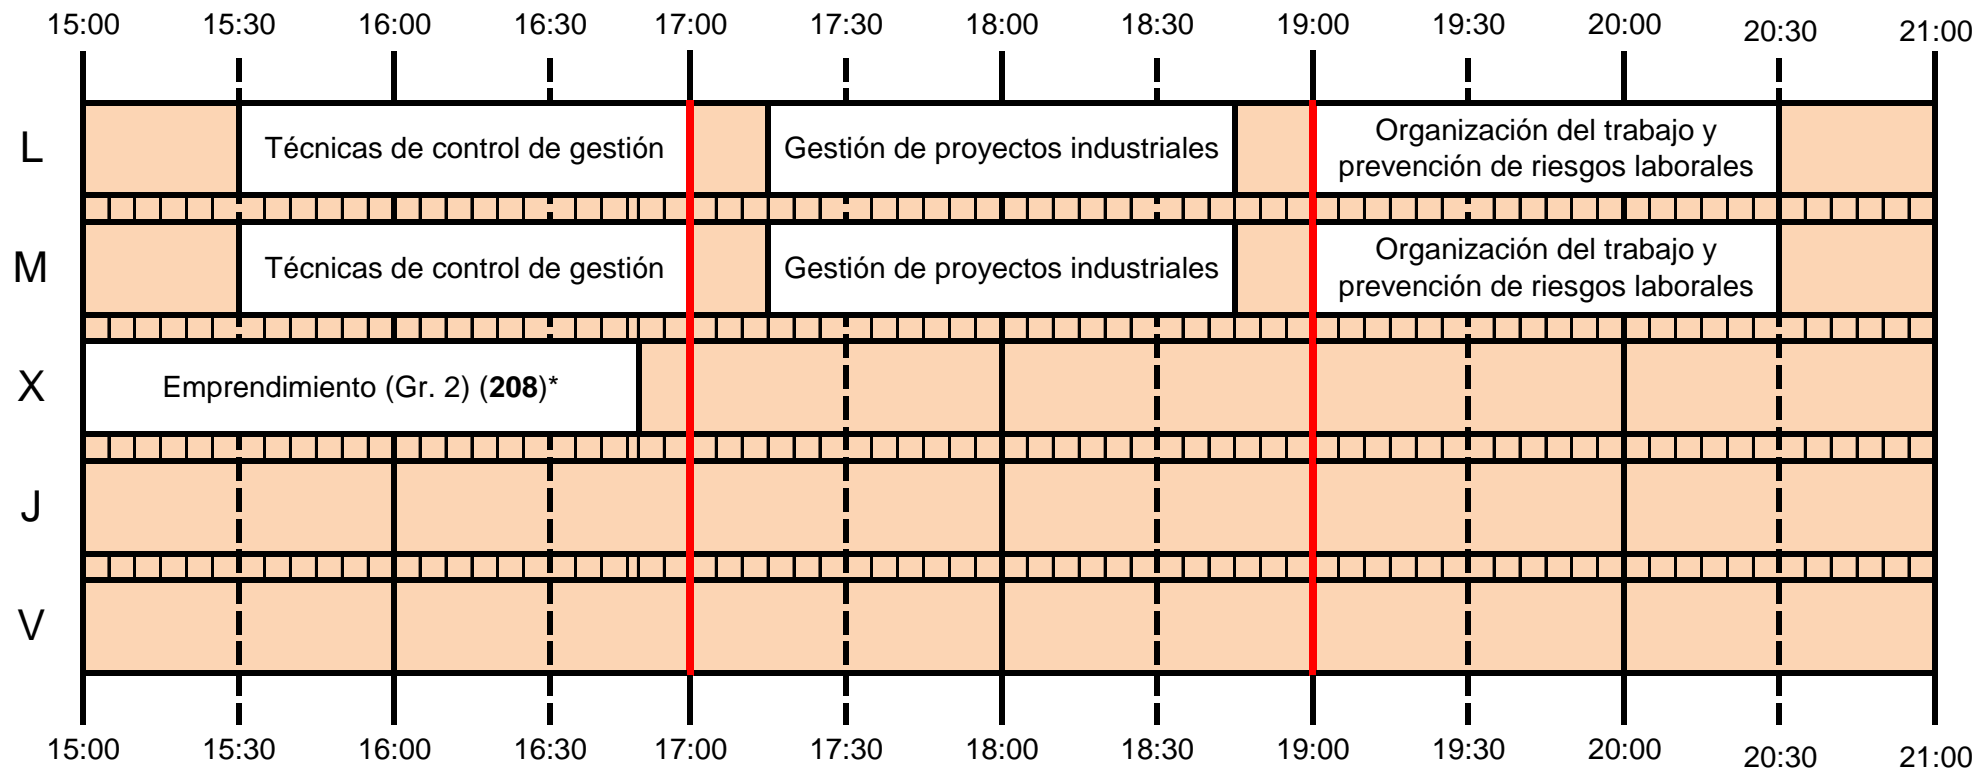 15:00 15:30 16:00 16:30 17:00 17:30 18:00 18:30 19:00 19:30 20:00 20:30 21:00
L
Técnicas de control de gestión
Gestión de proyectos industriales
Organización del trabajo y
prevención de riesgos laborales
M
Técnicas de control de gestión
Gestión de proyectos industriales
Organización del trabajo y
prevención de riesgos laborales
X
Emprendimiento (Gr. 2) (208)*
J
V
15:00 15:30 16:00 16:30 17:00 17:30 18:00 18:30 19:00 19:30 20:00 20:30 21:00